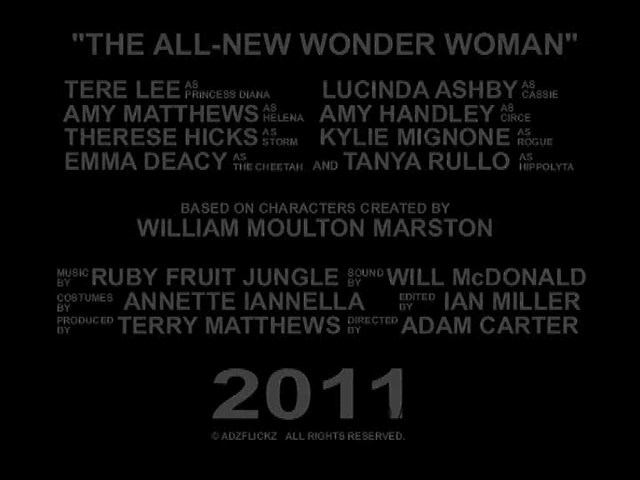 "THE ALL-NEW WONDER WOMAN"
TERE LEE AS PRINCESS DIANA LUCINDA ASHBY AS CASSIE
AMY MATTHEWS AS HELENA AMY HANDLEY AS CIRCE
THERESE HICKS AS STORM KYLIE MIGNONE AS ROGUE
EMMA DEACY AS THE CHEETAH AND TANYA RULLO AS HIPPOLYTA
BASED ON CHARACTERS CREATED BY
WILLIAM MOULTON MARSTON
MUSIC BY RUBY FRUIT JUNGLE SOUND BY WILL McDONALD
COSTUMES BY ANNETTE IANNELLA EDITED BY IAN MILLER
PRODUCED BY TERRY MATTHEWS DIRECTED BY ADAM CARTER
2011
© ADZFLICKZ ALL RIGHTS RESERVED.